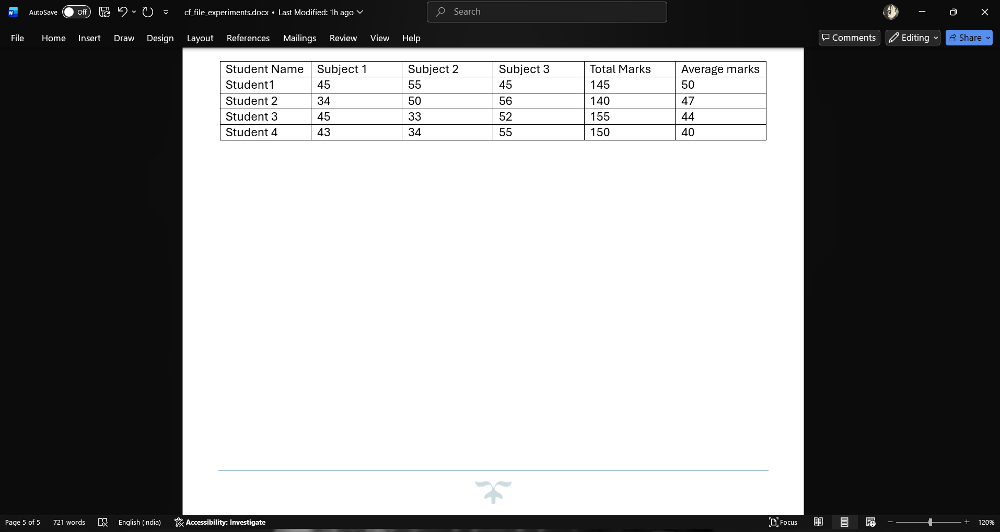 AutoSave Off cf_file_experiments.docx • Last Modified: 1h ago Search
File Home Insert Draw Design Layout References Mailings Review View Help Comments Editing Share
Student Name Subject 1 Subject 2 Subject 3 Total Marks Average marks
Student1 45 55 45 145 50
Student 2 34 50 56 140 47
Student 3 45 33 52 155 44
Student 4 43 34 55 150 40
Page 5 of 5 721 words English (India) Accessibility: Investigate Focus 120%